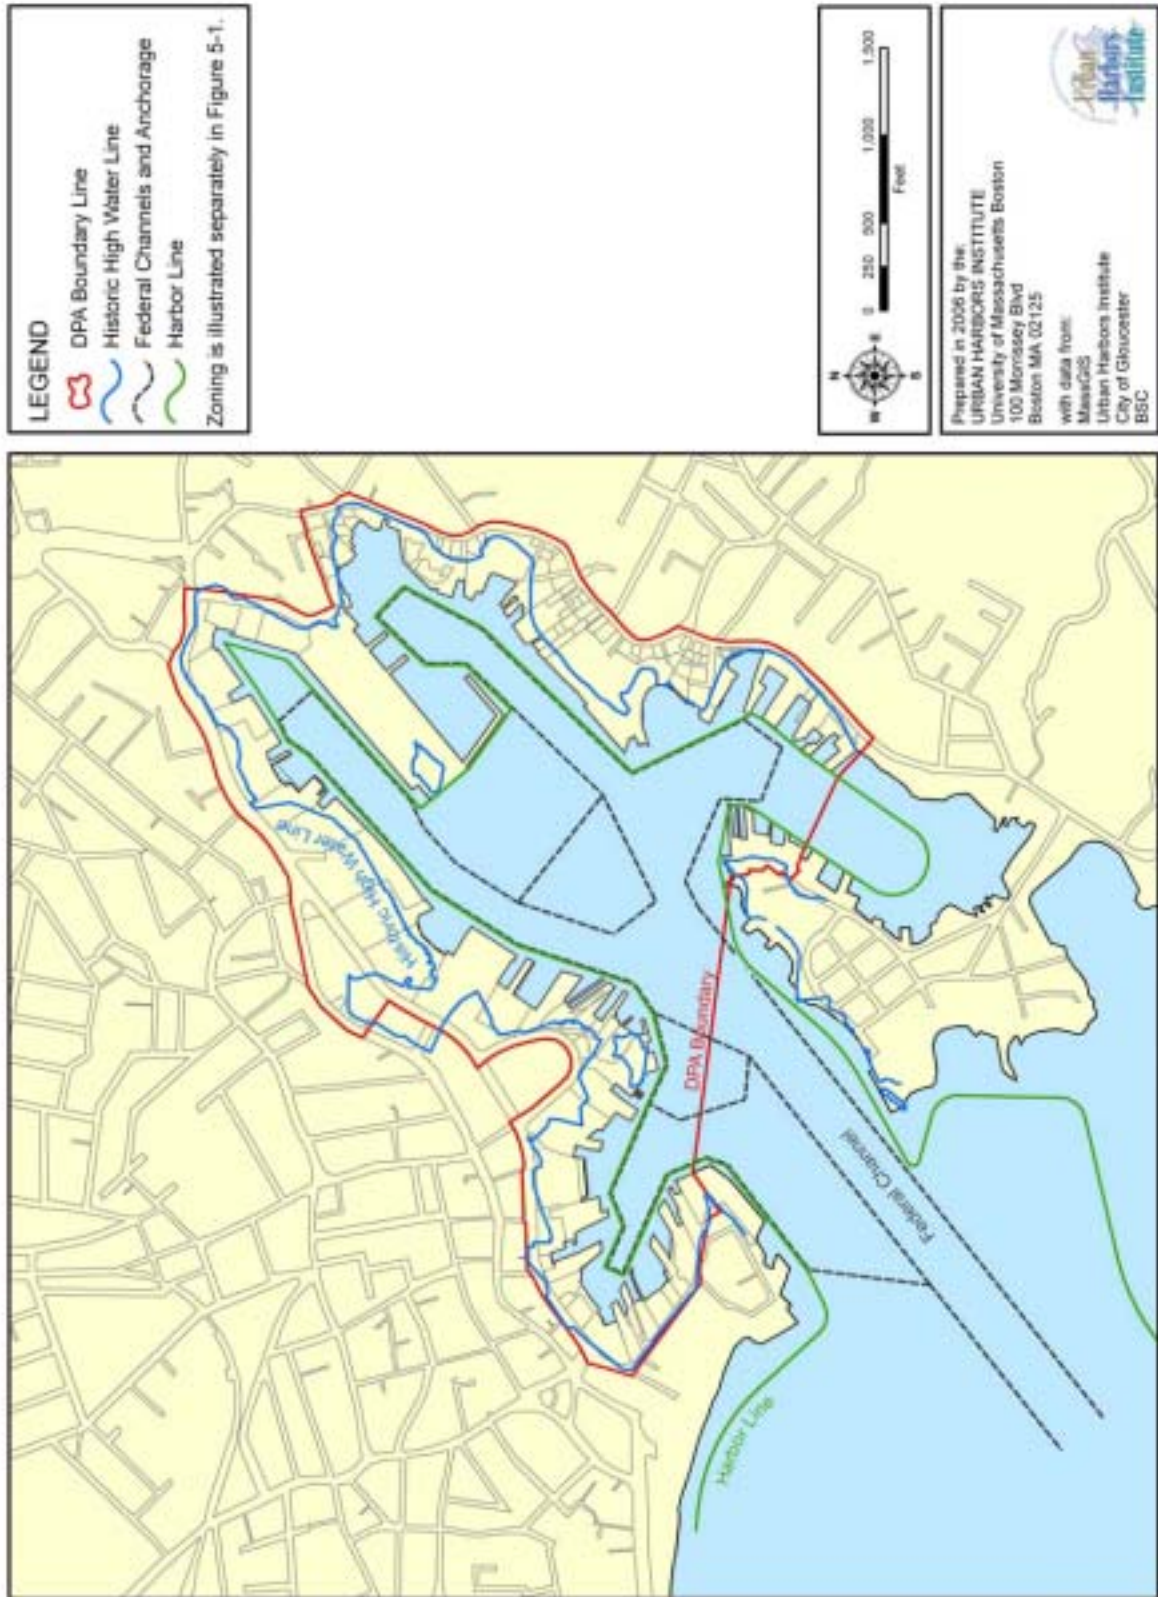 LEGEND
DPA Boundary Line
Historic High Water Line
Federal Channels and Anchorage
Harbor Line
Zoning is illustrated separately in Figure 5-1.
N
W E
S
0 250 500 1,000 1,500
Feet
Prepared in 2006 by the:
URBAN HARBORS INSTITUTE
University of Massachusetts Boston
100 Morrissey Blvd
Boston MA 02125
with data from:
MassGIS
Urban Harbors Institute
City of Gloucester
BSC
Urban
Harbors
Institute
Historic High Water Line
DPA Boundary
Federal Channel
Harbor Line